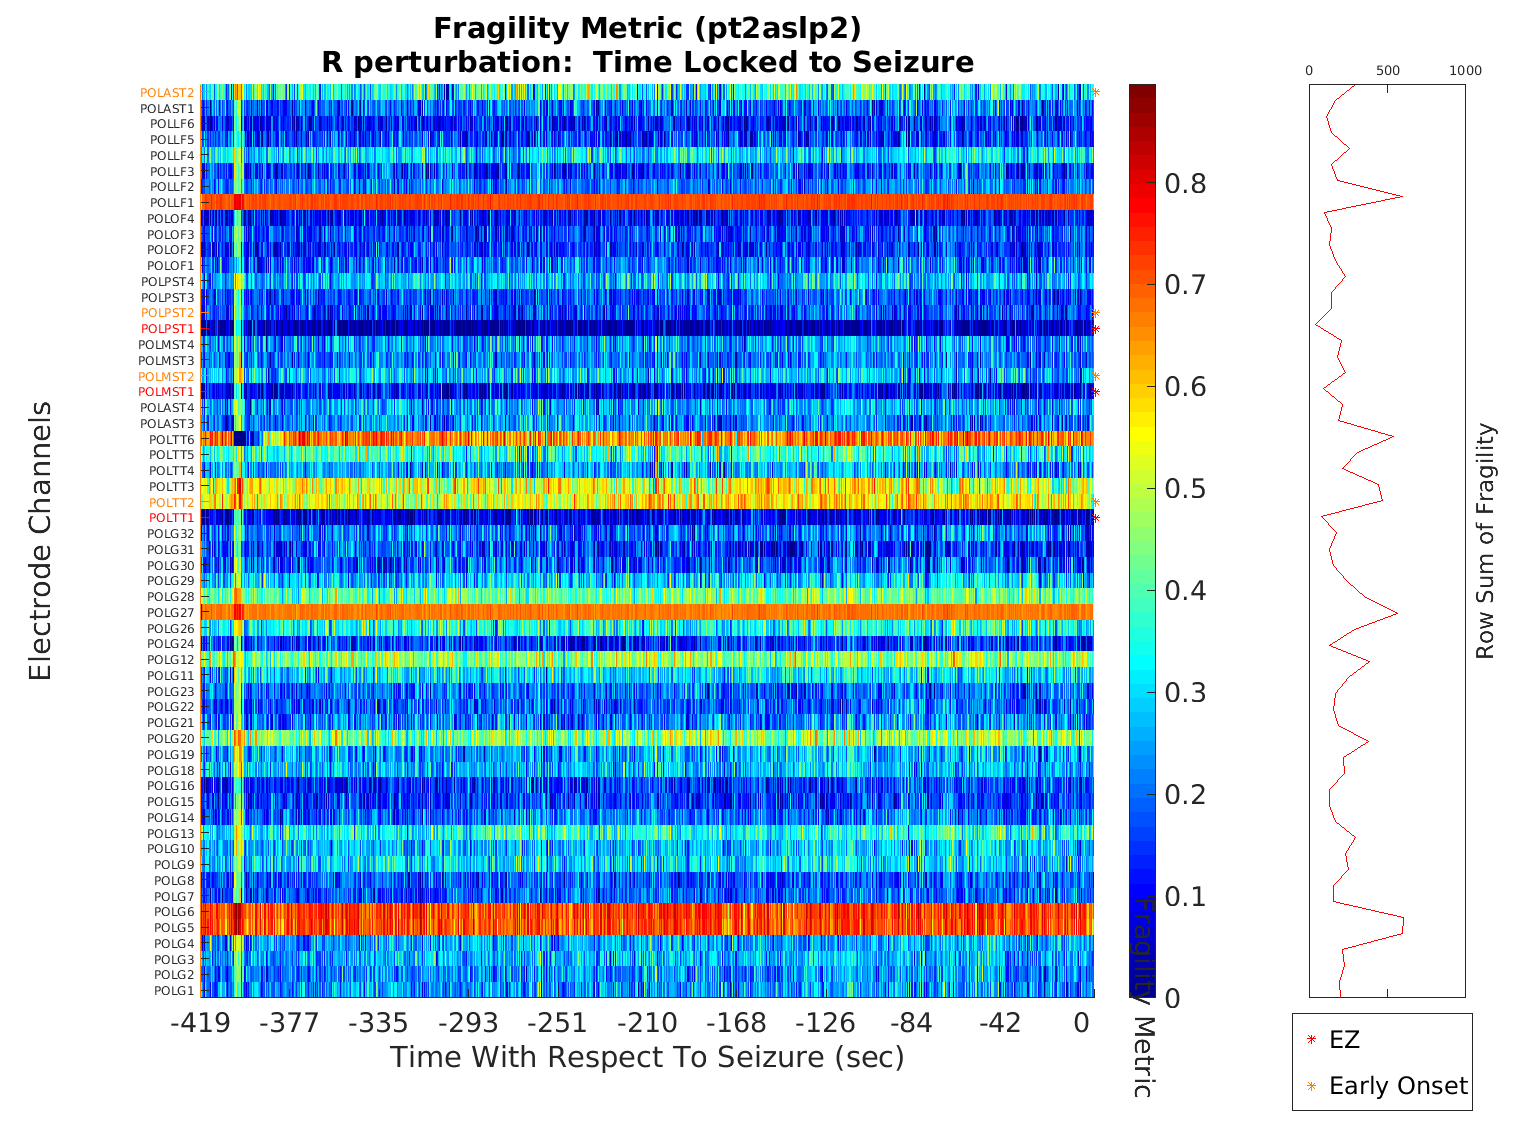 Fragility Metric (pt2aslp2)
R perturbation:  Time Locked to Seizure
Electrode Channels
POLAST2
POLAST1
POLLF6
POLLF5
POLLF4
POLLF3
POLLF2
POLLF1
POLOF4
POLOF3
POLOF2
POLOF1
POLPST4
POLPST3
POLPST2
POLPST1
POLMST4
POLMST3
POLMST2
POLMST1
POLAST4
POLAST3
POLTT6
POLTT5
POLTT4
POLTT3
POLTT2
POLTT1
POLG32
POLG31
POLG30
POLG29
POLG28
POLG27
POLG26
POLG24
POLG12
POLG11
POLG23
POLG22
POLG21
POLG20
POLG19
POLG18
POLG16
POLG15
POLG14
POLG13
POLG10
POLG9
POLG8
POLG7
POLG6
POLG5
POLG4
POLG3
POLG2
POLG1
-419 -377 -335 -293 -251 -210 -168 -126 -84 -42 0
Time With Respect To Seizure (sec)
0.8
0.7
0.6
0.5
0.4
0.3
0.2
0.1
0
Fragility Metric
0 500 1000
Row Sum of Fragility
EZ
Early Onset